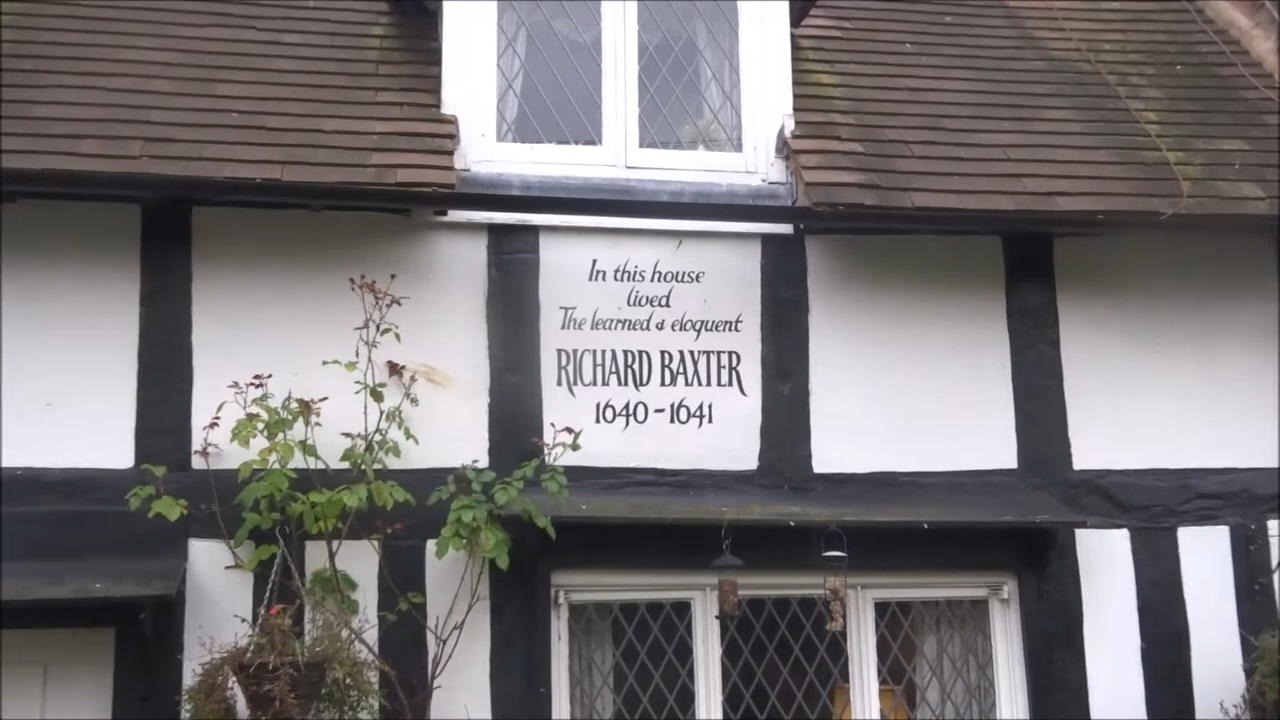 In this house
lived
The learned & eloquent
RICHARD BAXTER
1640-1641